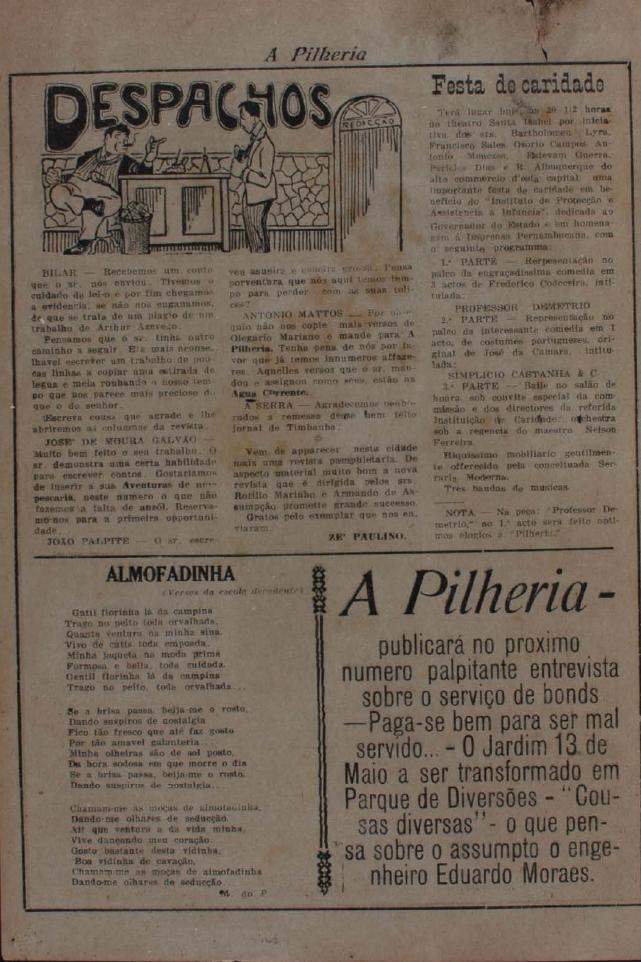 A Pilheria
DESPACHOS
REDACÇÃO
BILAR — Recebemos um conto
que o sr. nos enviou. Tivemos o
cuidado de lel-o e por fim chegamos
a evidencia, se não nos enganamos,
de que se trata de um plagio de um
trabalho de Arthur Azevedo.
Pensamos que o sr. tinha outro
caminho a seguir. Era mais aconse-
lhavel escrever um trabalho de pou-
cas linhas a copiar uma estirada de
legua e meia roubando o nosso tem-
po que nos parece mais precioso do
que o do senhor.
Escreva cousa que agrade e lhe
abriremos as columnas da revista.
JOSE' DE MOURA GALVÃO —
Muito bem feito o seu trabalho. O
sr. demonstra uma certa habilidade
para escrever contos. Gostariamos
de inserir a sua Aventuras de
pescaria, neste numero o que não
fazemos a falta de ansól. Reserva-
mo-nos para a primeira opportuni-
dade.
JOÃO PALPITE — O sr. escre-
veu asneira e asneira grossa. Pensa
porventura que nós aqui temos tem-
po para perder com as suas toli-
ces?
ANTONIO MATTOS — Por
quio não nos copie mais versos de
Olegario Mariano e mande para A
Pilheria. Tenha pena de nós por fa-
vor que já temos innumeros affaze-
res. Aquelles versos que o sr. man-
dou e assignou como seus, estão na
Agua Corrente.
A SERRA — Agradecemos penho-
rados a remessa desse bem feito
jornal de Timbauba.
Vem de apparecer nesta cidade
mais uma revista pamphletaria. De
aspecto material muito bom a nova
revista que é dirigida pelos srs.
Rotilio Marinho e Armando de As-
sumpção promette grande successo.
Gratos pelo exemplar que nos en-
viaram.
ZE' PAULINO.
Festa de caridade
Terá lugar hoje, as 20 1|2 horas
no theatro Santa Isabel por inicia-
tiva dos srs. Bartholomeu Lyra,
Francisco Sales, Osorio Campos, An-
tonio Menezes, Estevam Guerra,
Pericles Dias e R. Albuquerque do
alto commercio d'esta capital uma
importante festa de caridade em be-
neficio do "Instituto de Protecção e
Assistencia á Infancia", dedicada ao
Governador do Estado e em homena-
gem á Imprensa Pernambucana, com
o seguinte programma:
1.ª PARTE — Rerpesentação no
palco da engraçadissima comedia em
3 actos de Frederico Codeceira, inti-
tulada:
PROFESSOR DEMETRIO
2.ª PARTE — Representação no
palco da interessante comedia em 1
acto, de costumes portuguezes, ori-
ginal de José da Camara, intitu-
lada:
SIMPLICIO CASTANHA & C.
3.ª PARTE — Baile no salão de
honra, sob convite especial da com-
missão e dos directores da referida
Instituição de Caridade; orchestra
sob a regencia do maestro Nelson
Ferreira.
Riquissimo mobiliario gentilmen-
te offerecido pela conceituada Ser-
raria Moderna.
Tres bandas de musicas.
NOTA — Na peça: "Professor De-
metrio," no 1.º acto será feito opti-
mos elogios á "Pilheria."
ALMOFADINHA
(Versos da escola decadente)
Gntil florinha lá da campina
Trago no peito toda orvalhada,
Quanta ventura na minha sina,
Vivo de cutis toda empoada.
Minha jaqueta na moda prima
Formosa e bella, toda cuidada.
Gentil florinha lá da campina
Trago no peito, toda orvalhada...
Se a brisa passa, beija-me o rosto,
Dando suspiros de nostalgia
Fico tão fresco que até faz gosto
Por tão amavel galanteria...
Minha olheiras são de sol posto,
Da hora sodosa em que morre o dia
Se a brisa passa, beija-me o rosto.
Dando suspiros de nostalgia...
Chamam-me as moças de almofadinha,
Dando-me olhares de seducção.
Ai! que ventura a da vida minha,
Vive dançando meu coração.
Gosto bastante desta vidinha,
Boa vidinha de cavação,
Chamam-me as moças de almofadinha
Dando-me olhares de seducção...
M. do P.
A Pilheria -
publicará no proximo
numero palpitante entrevista
sobre o serviço de bonds
—Paga-se bem para ser mal
servido... - O Jardim 13 de
Maio a ser transformado em
Parque de Diversões - "Cou-
sas diversas"- o que pen-
sa sobre o assumpto o enge-
nheiro Eduardo Moraes.